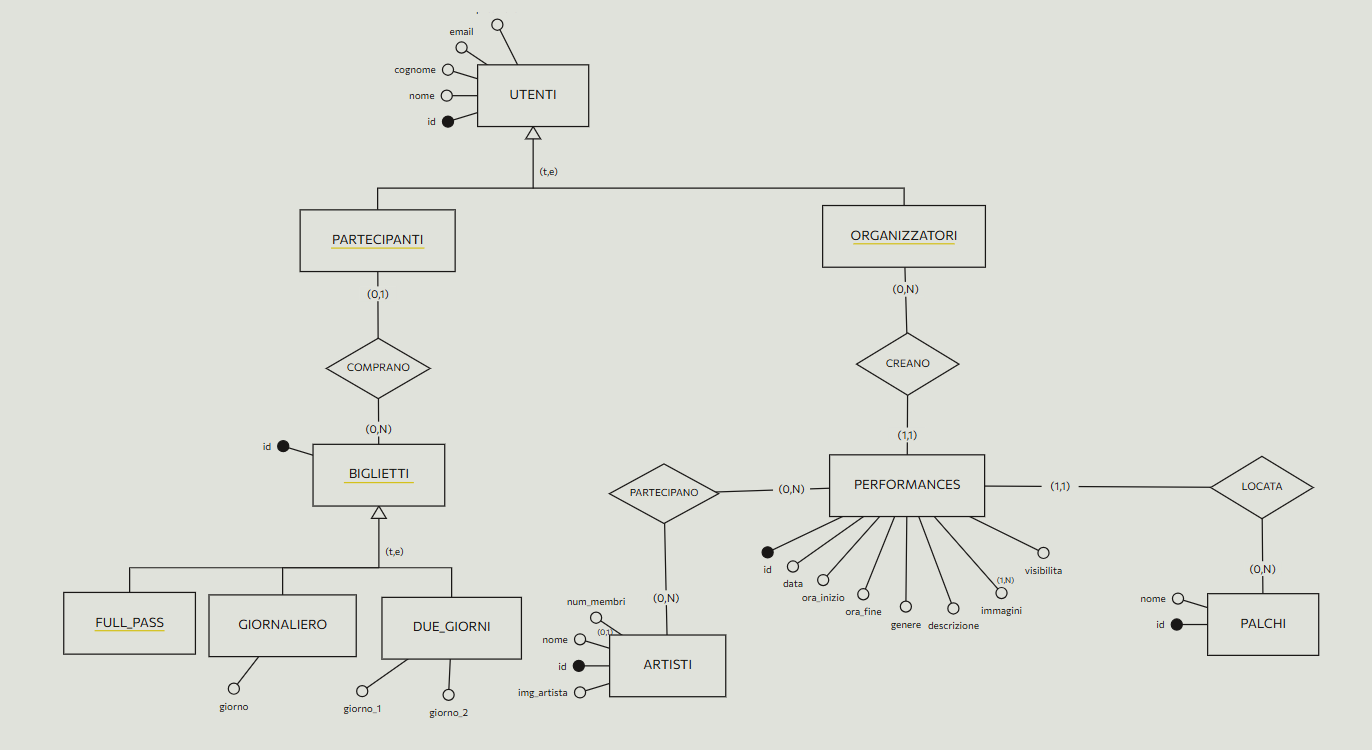 email
cognome
nome
id
UTENTI
(t,e)
PARTECIPANTI
ORGANIZZATORI
(0,1)
(0,N)
COMPRANO
CREANO
(0,N)
(1,1)
id
BIGLIETTI
PARTECIPANO
(0,N)
PERFORMANCES
(1,1)
LOCATA
(t,e)
id
data
ora_inizio
ora_fine
genere
descrizione
(1,N)
immagini
visibilita
(0,N)
(0,N)
FULL_PASS
GIORNALIERO
DUE_GIORNI
num_membri
(0,1)
nome
id
img_artista
ARTISTI
nome
id
PALCHI
giorno
giorno_1
giorno_2